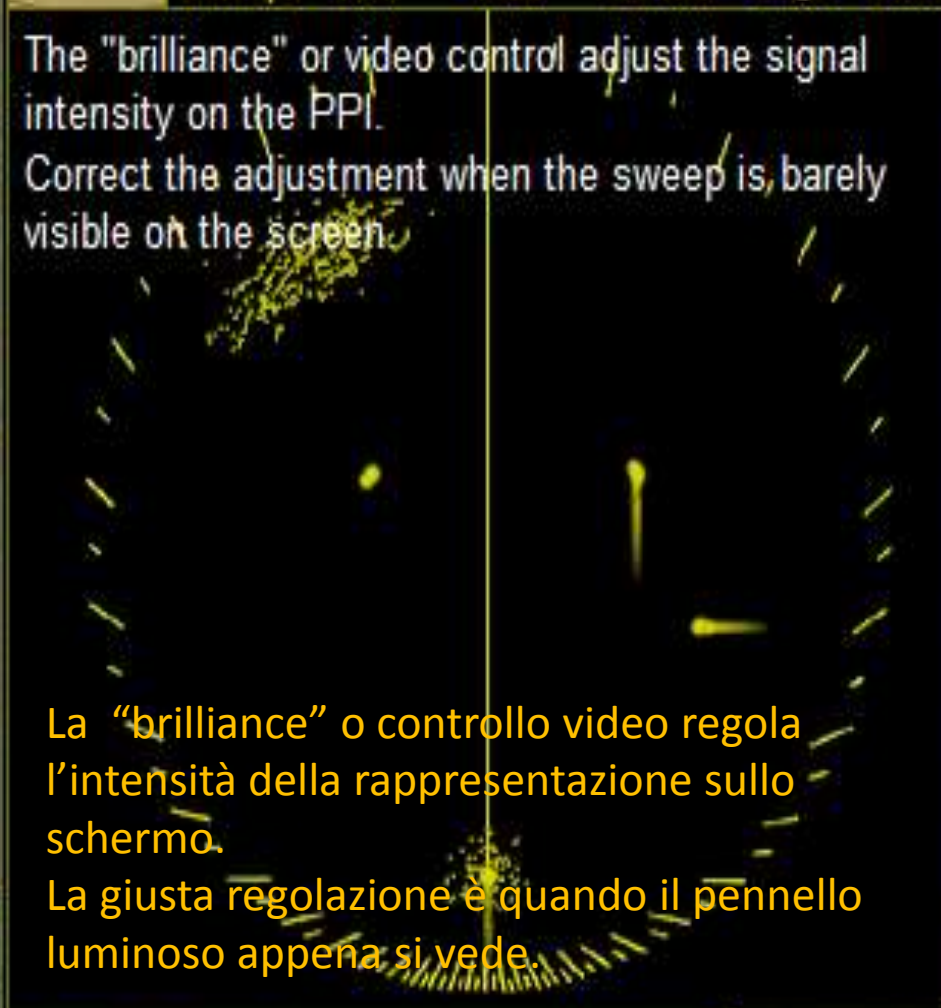 The "brilliance" or video control adjust the signal
intensity on the PPI.
Correct the adjustment when the sweep is barely
visible on the screen.
La “brilliance” o controllo video regola
l’intensità della rappresentazione sullo
schermo.
La giusta regolazione è quando il pennello
luminoso appena si vede.